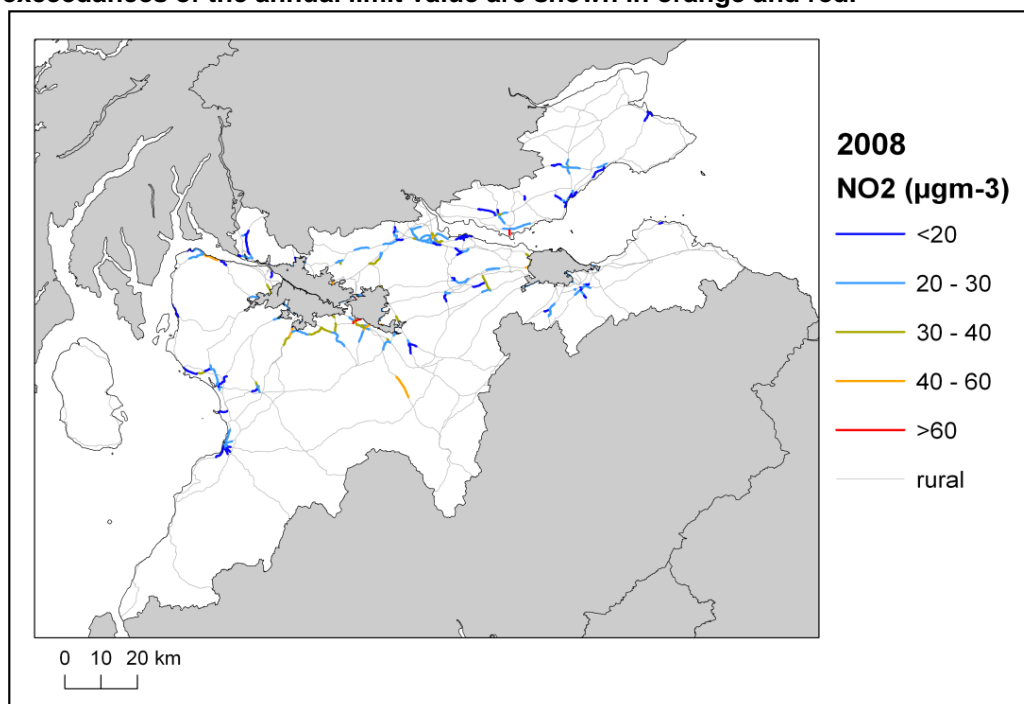 exceedances of the annual limit value are shown in orange and red.
2008
NO2 (µgm-3)
<20
20 - 30
30 - 40
40 - 60
>60
rural
0 10 20 km